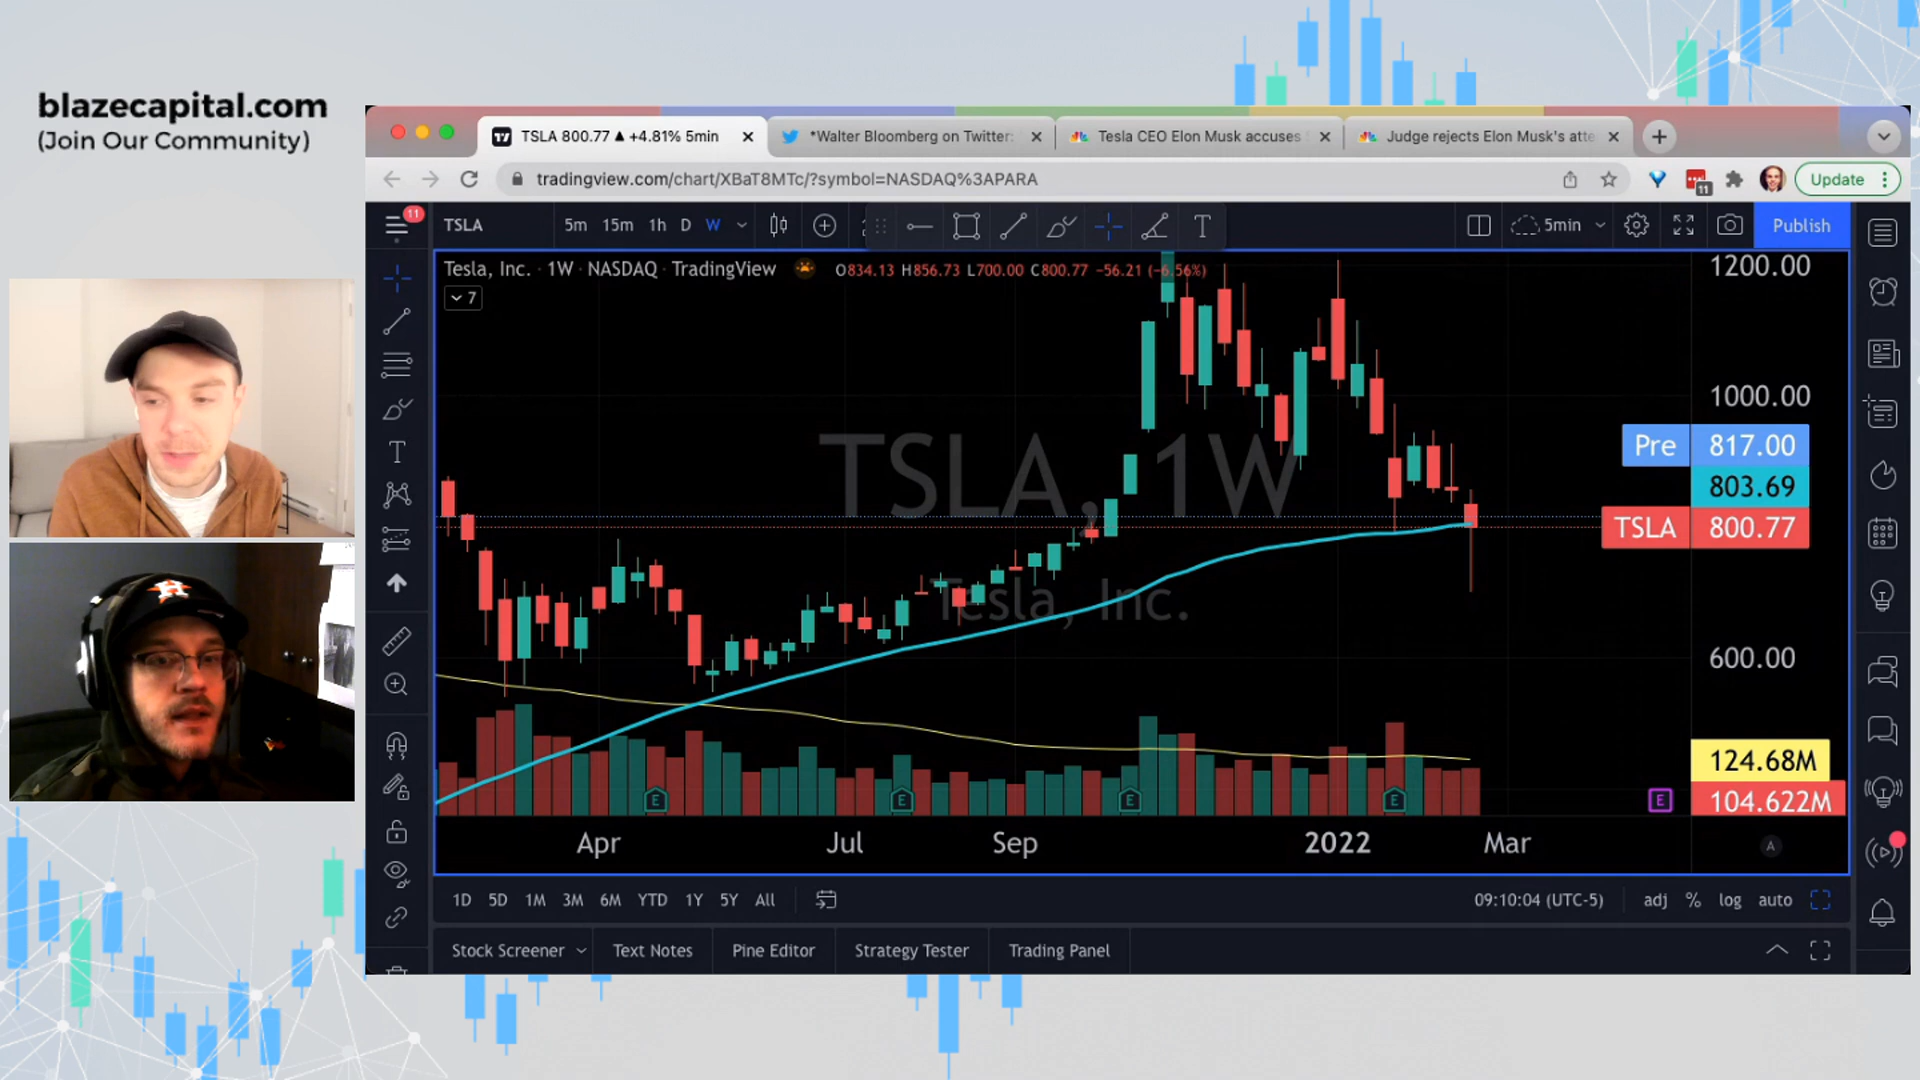 blazecapital.com
(Join Our Community)
TSLA 800.77 ▲ +4.81% 5min
*Walter Bloomberg on Twitter:
Tesla CEO Elon Musk accuses
Judge rejects Elon Musk's atte
tradingview.com/chart/XBaT8MTc/?symbol=NASDAQ%3APARA
11
Update
11
TSLA
5m 15m 1h D W
5min
Publish
Tesla, Inc. · 1W · NASDAQ · TradingView
O834.13 H856.73 L700.00 C800.77 −56.21 (−6.56%)
7
TSLA, 1W
Tesla, Inc.
1200.00
1000.00
Pre 817.00
803.69
TSLA 800.77
600.00
124.68M
104.622M
E E E E E
Apr Jul Sep 2022 Mar
A
1D 5D 1M 3M 6M YTD 1Y 5Y All
09:10:04 (UTC-5)
adj % log auto
Stock Screener Text Notes Pine Editor Strategy Tester Trading Panel